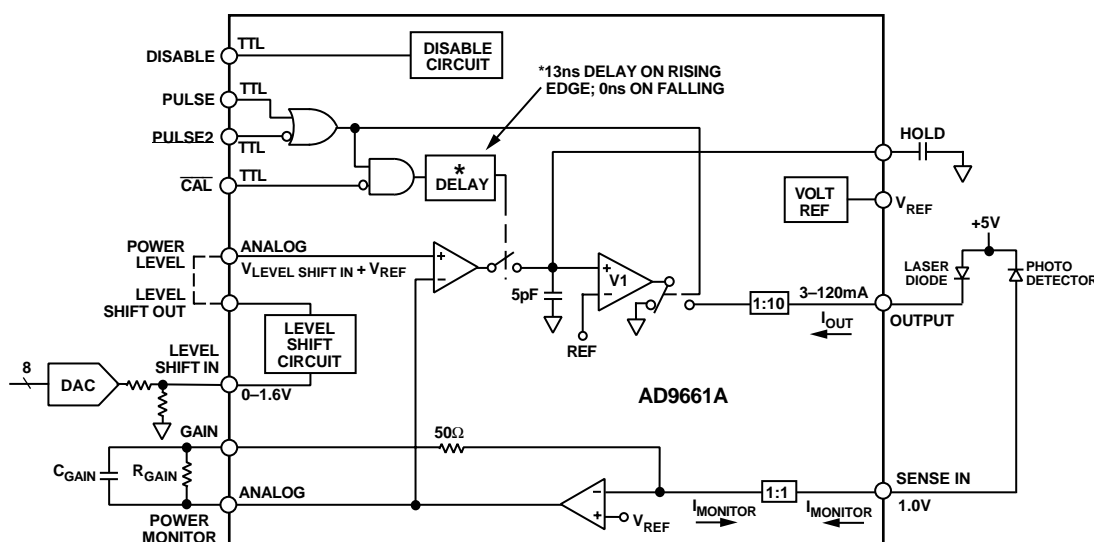 DISABLE
TTL
DISABLE
CIRCUIT
*13ns DELAY ON RISING
EDGE; 0ns ON FALLING
PULSE
TTL
PULSE2
TTL
HOLD
CAL
TTL
*
DELAY
VOLT
REF
VREF
+5V
POWER
LEVEL
ANALOG
VLEVEL SHIFT IN + VREF
+
−
5pF
+
−
V1
REF
LASER
DIODE
PHOTO
DETECTOR
LEVEL
SHIFT OUT
1:10
3–120mA
IOUT
OUTPUT
LEVEL
SHIFT
CIRCUIT
LEVEL
SHIFT IN
8
DAC
0–1.6V
AD9661A
GAIN
50Ω
CGAIN
RGAIN
ANALOG
POWER
MONITOR
−
+
VREF
IMONITOR
1:1
IMONITOR
SENSE IN
1.0V